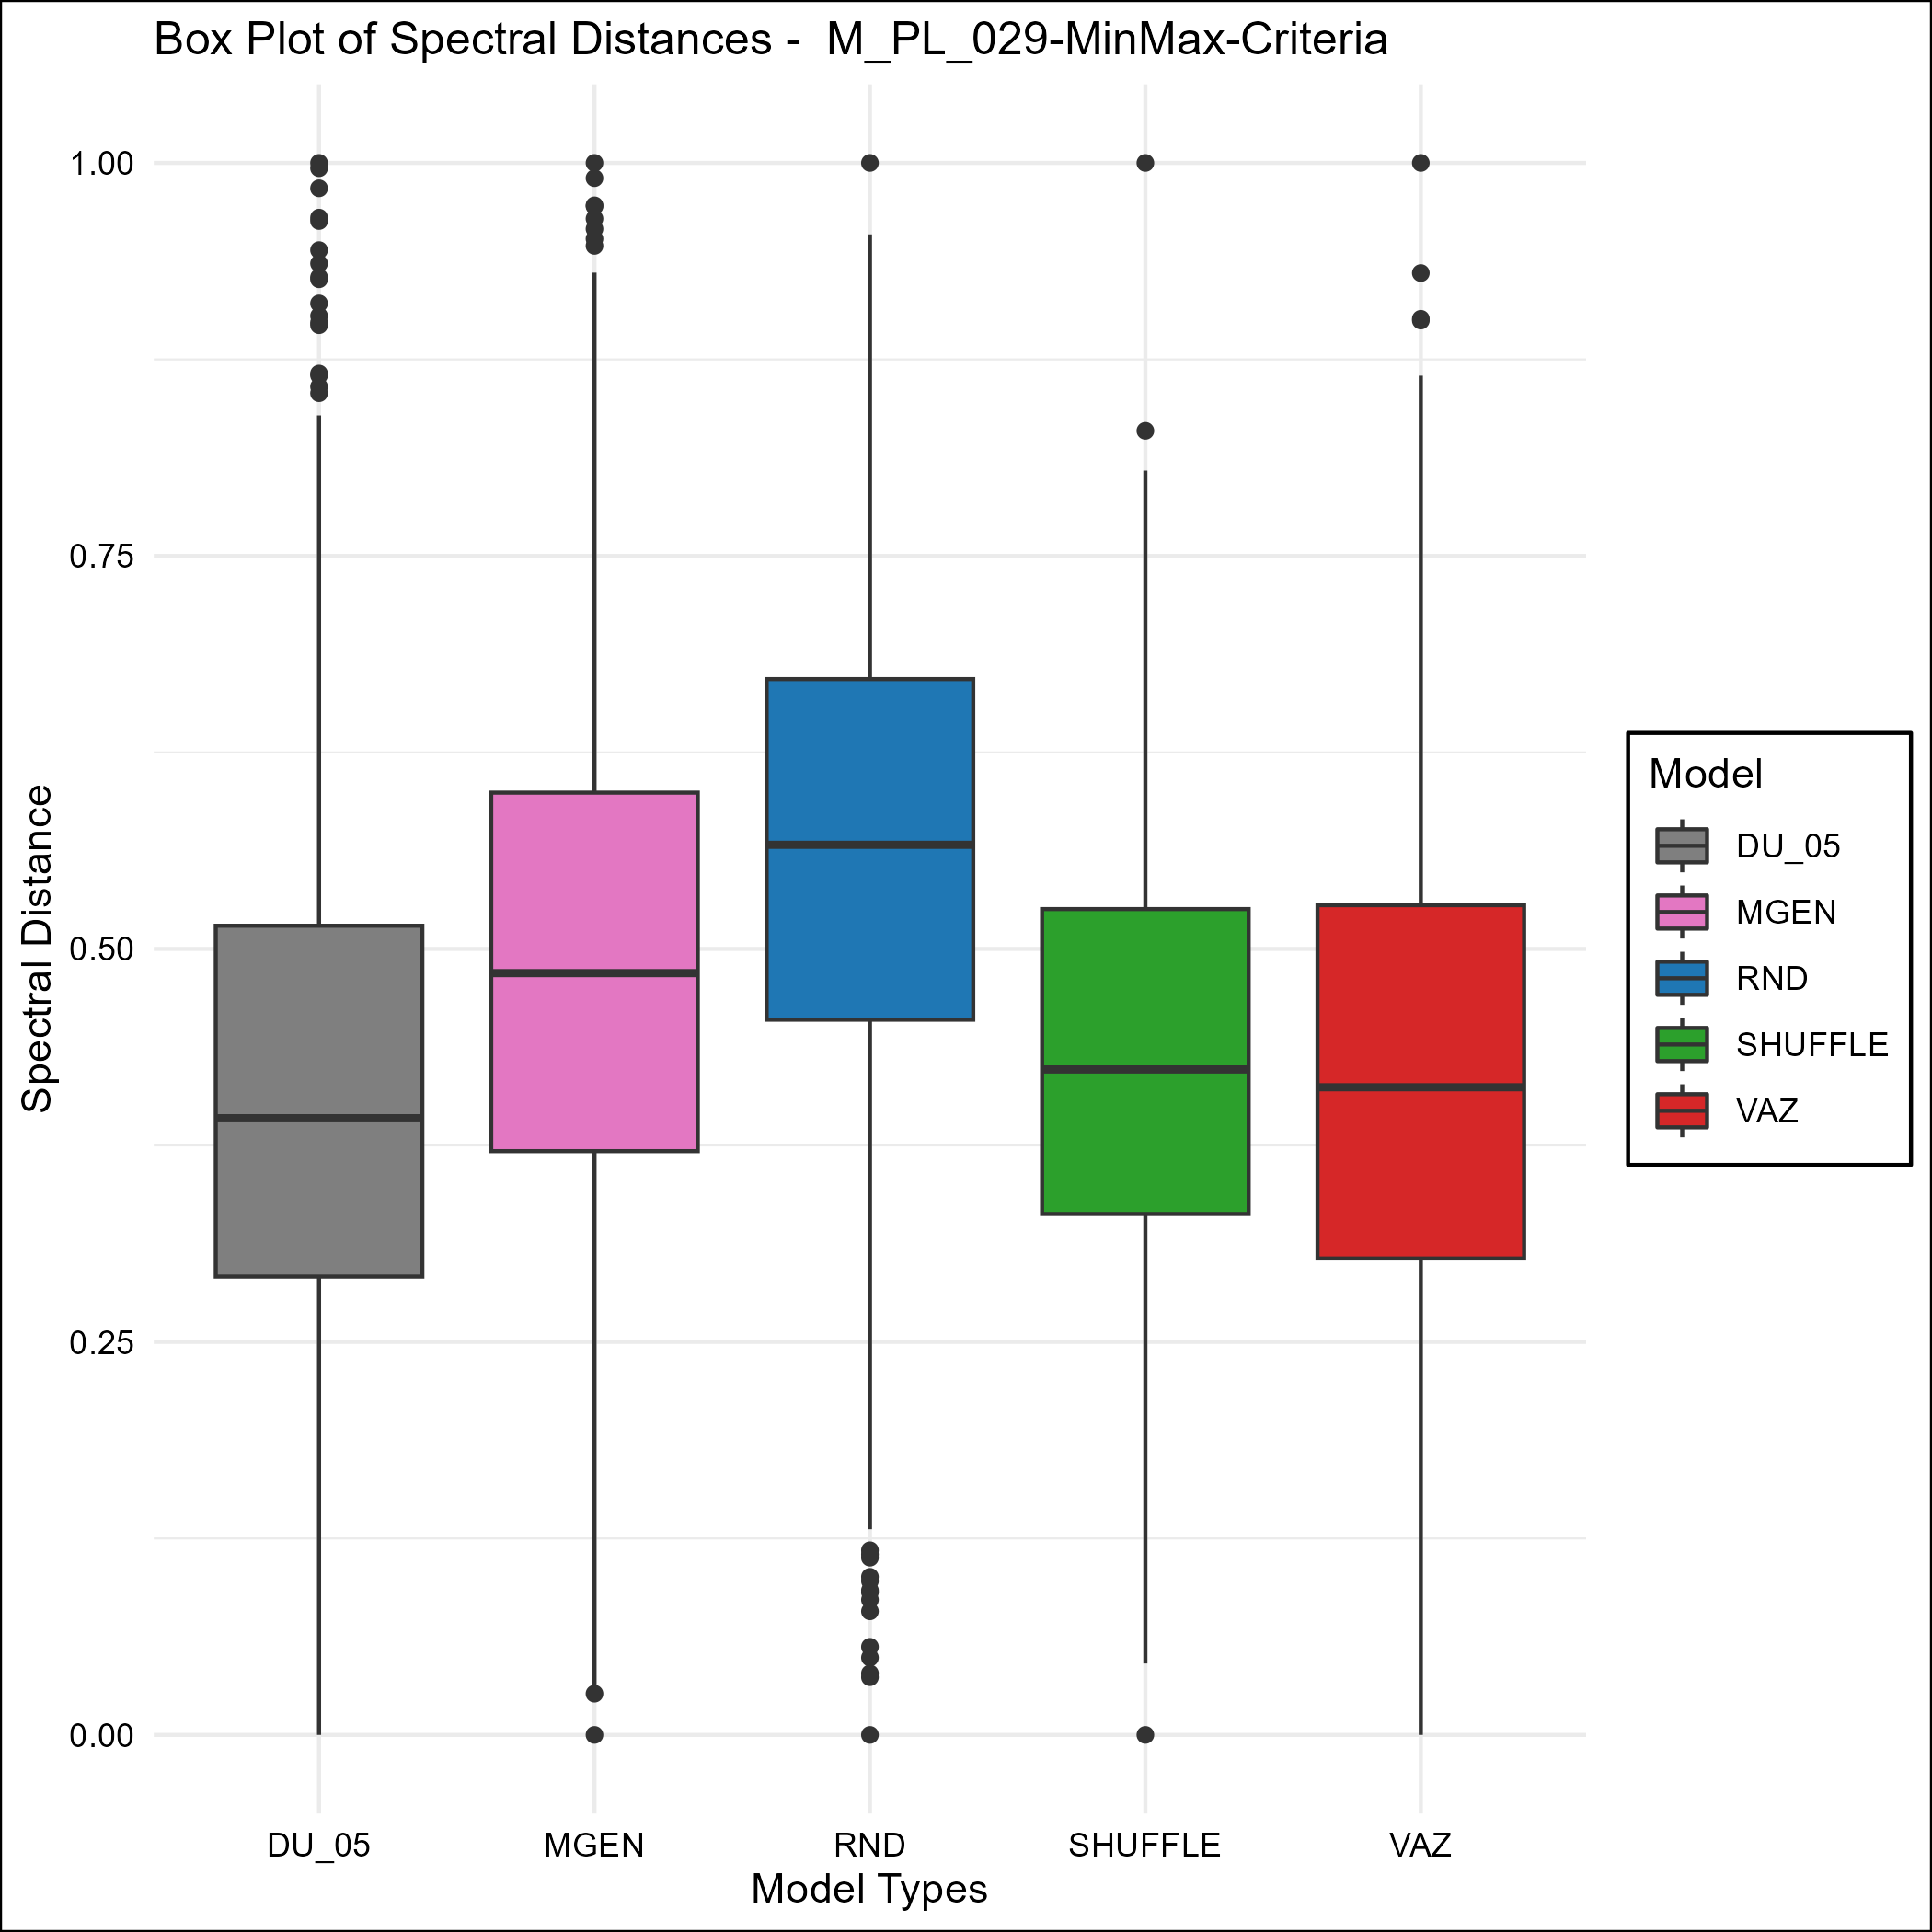 Box Plot of Spectral Distances -  M_PL_029-MinMax-Criteria
1.00
0.75
0.50
0.25
0.00
Spectral Distance
DU_05
MGEN
RND
SHUFFLE
VAZ
Model Types
Model
DU_05
MGEN
RND
SHUFFLE
VAZ